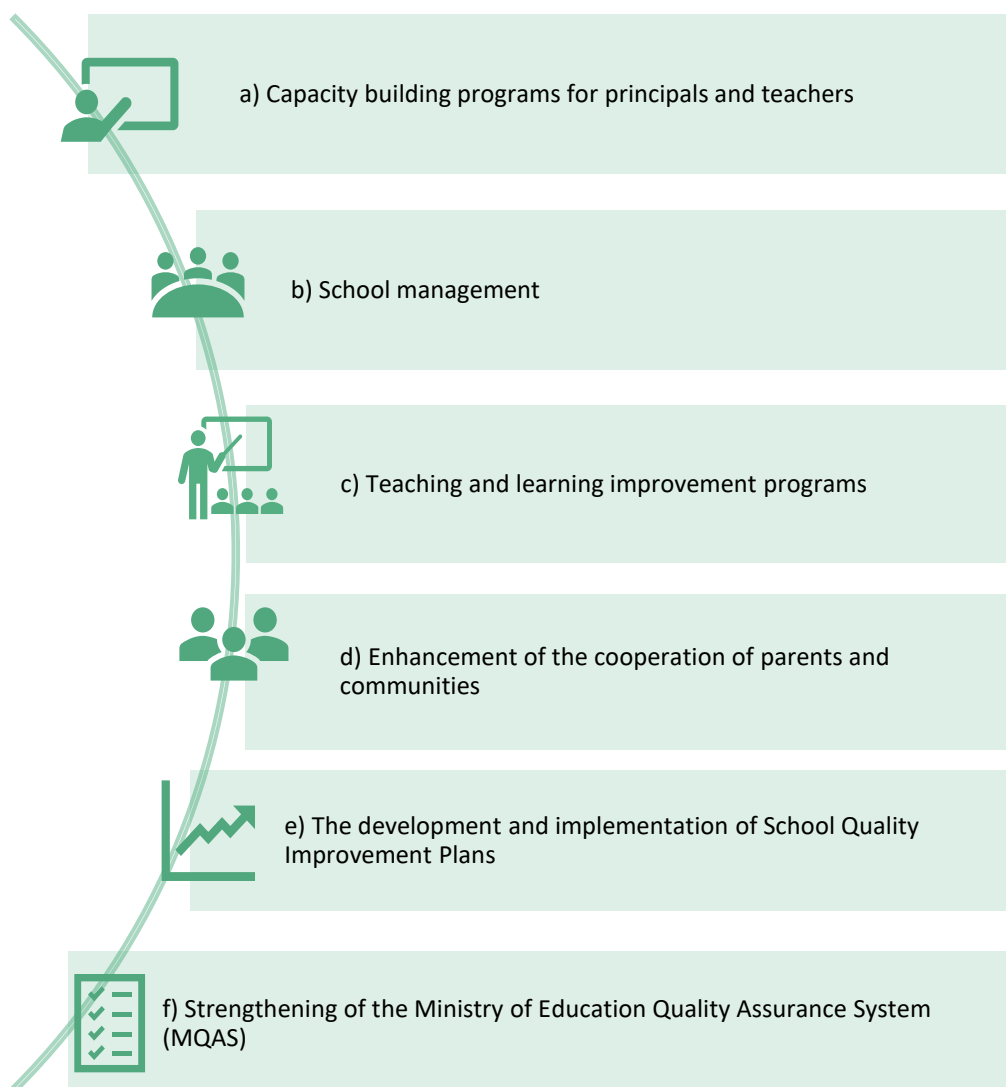 a) Capacity building programs for principals and teachers
b) School management
c) Teaching and learning improvement programs
d) Enhancement of the cooperation of parents and
communities
e) The development and implementation of School Quality
Improvement Plans
f) Strengthening of the Ministry of Education Quality Assurance System
(MQAS)